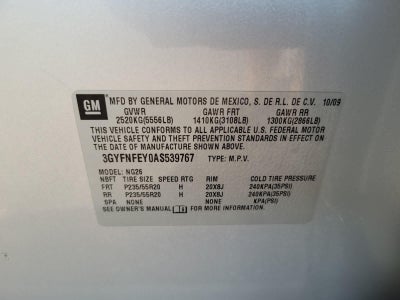 GM MFD BY GENERAL MOTORS DE MEXICO, S. DE R.L. DE C.V. 10/09
GVWR GAWR FRT GAWR RR
2520KG(5556LB) 1410KG(3108LB) 1300KG(2866LB)
THIS VEHICLE CONFORMS TO ALL APPLICABLE U.S. FEDERAL MOTOR
VEHICLE SAFETY STANDARDS IN EFFECT ON THE DATE OF
MANUFACTURE SHOWN ABOVE.
3GYFNFEY0AS539767 TYPE: M.P.V.
MODEL: NG26
NBFT TIRE SIZE SPEED RTG RIM COLD TIRE PRESSURE
FRT P235/55R20 H 20X8J 240KPA(35PSI)
RR P235/55R20 H 20X8J 240KPA(35PSI)
SPA NONE NONE NONE KPA(PSI)
SEE OWNER'S MANUAL FOR MORE INFORMATION.